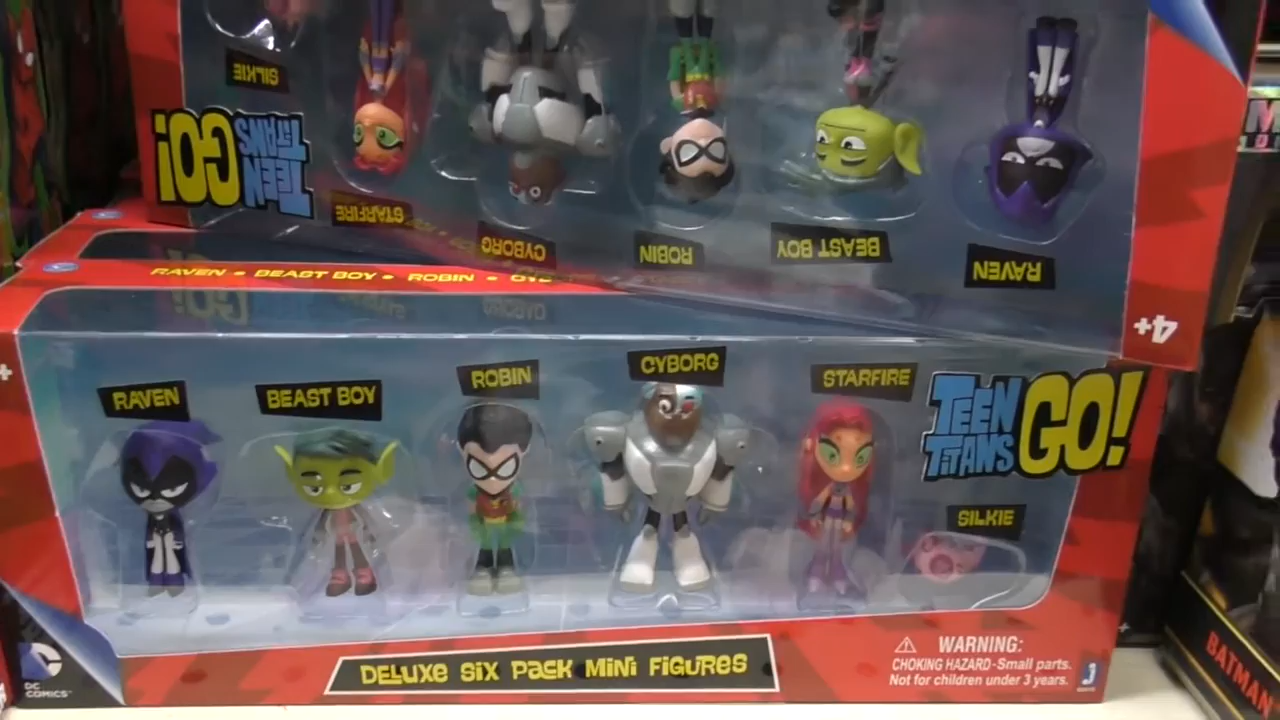 SILKIE
TEEN
TITANS
GO!
STARFIRE
CYBORG
ROBIN
BEAST BOY
RAVEN
4+
RAVEN • BEAST BOY • ROBIN •
RAVEN
BEAST BOY
ROBIN
CYBORG
STARFIRE
TEEN
TITANS
GO!
SILKIE
DELUXE SIX PACK MINI FIGURES
WARNING:
CHOKING HAZARD-Small parts.
Not for children under 3 years.
DC
COMICS™
BATMAN